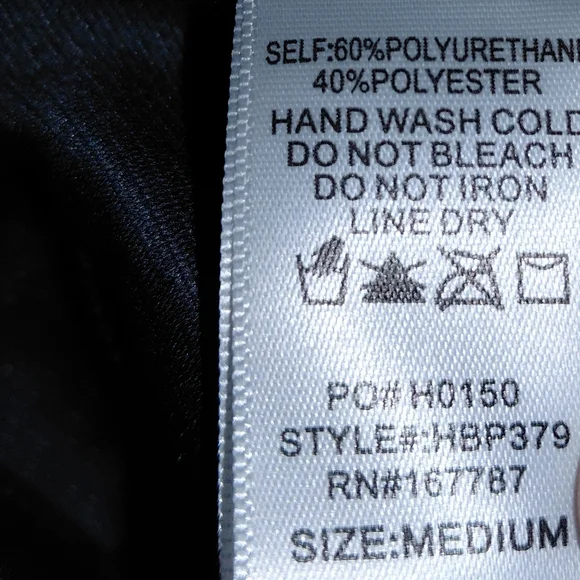 SELF:60%POLYURETHANE
40%POLYESTER
HAND WASH COLD
DO NOT BLEACH
DO NOT IRON
LINE DRY
PO# H0150
STYLE#:HBP379
RN#167787
SIZE:MEDIUM